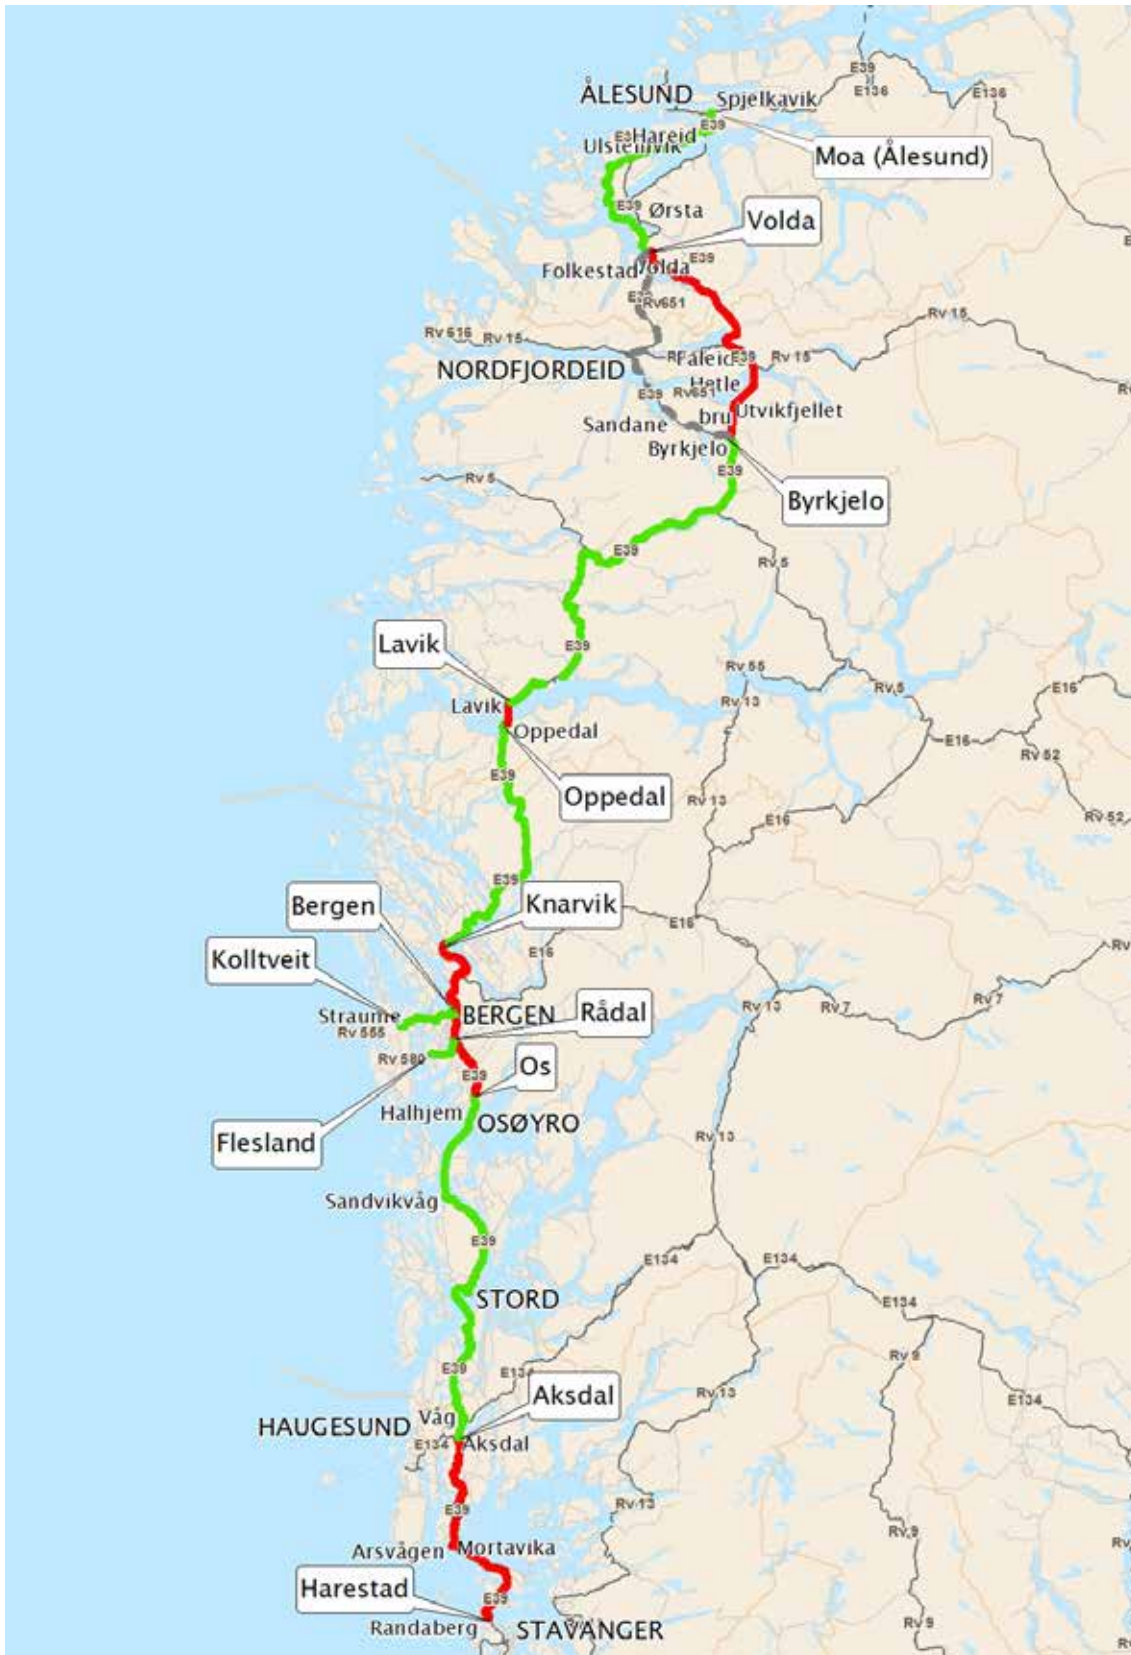 E39
E136
E136
ÅLESUND
Spjelkavik
E39
Hareid
Moa (Ålesund)
E39
Ørsta
Volda
E39
Folkestad
Volda
Rv651
Rv 15
Rv 616
Rv 15
Fåleide
E39
Rv 15
NORDFJORDEID
Hetle
E39
Rv651
bru
Utvikfjellet
Sandane
Byrkjelo
E39
Rv 5
Byrkjelo
E39
Rv 5
Lavik
E39
Rv 55
Rv 5
E16
Lavik
Rv 13
Oppedal
E16
Rv 52
E39
Oppedal
Rv 13
E16
Rv 52
E39
Knarvik
Bergen
E16
Kolltveit
E16
Rv 7
Straume
BERGEN
Rådal
Rv 13
Rv 7
Rv 555
Rv 580
Os
E39
Halhjem
OSØYRO
Flesland
Rv 13
Sandvikvåg
E39
E134
E134
STORD
E134
Rv 9
E39
E134
Aksdal
Rv 13
E134
HAUGESUND
Våg
E134
Aksdal
E39
Rv 13
Rv 9
Arsvågen
Mortavika
Harestad
E39
Randaberg
STAVANGER
Rv 9